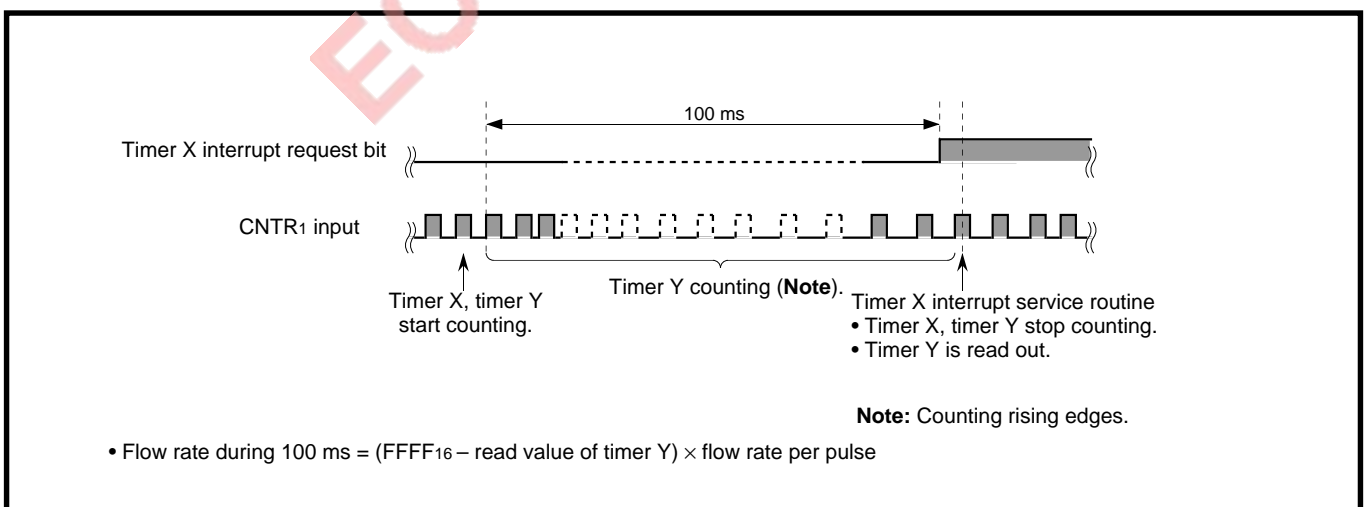 100 ms
Timer X interrupt request bit
CNTR1 input
Timer Y counting (Note).
Timer X, timer Y
start counting.
Timer X interrupt service routine
• Timer X, timer Y stop counting.
• Timer Y is read out.
Note: Counting rising edges.
• Flow rate during 100 ms = (FFFF16 – read value of timer Y) × flow rate per pulse